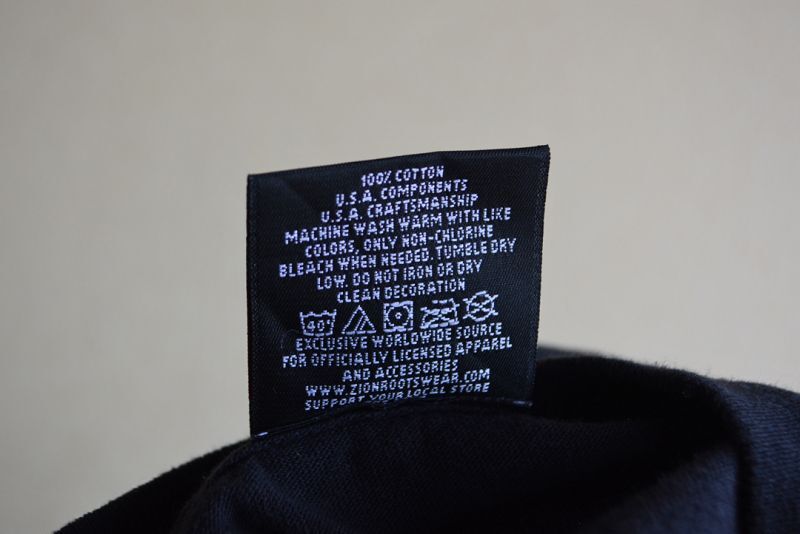 100% COTTON
U.S.A. COMPONENTS
U.S.A. CRAFTSMANSHIP
MACHINE WASH WARM WITH LIKE
COLORS, ONLY NON-CHLORINE
BLEACH WHEN NEEDED. TUMBLE DRY
LOW. DO NOT IRON OR DRY
CLEAN DECORATION
40°
EXCLUSIVE WORLDWIDE SOURCE
FOR OFFICIALLY LICENSED APPAREL
AND ACCESSORIES
WWW.ZIONROOTSWEAR.COM
SUPPORT YOUR LOCAL STORE